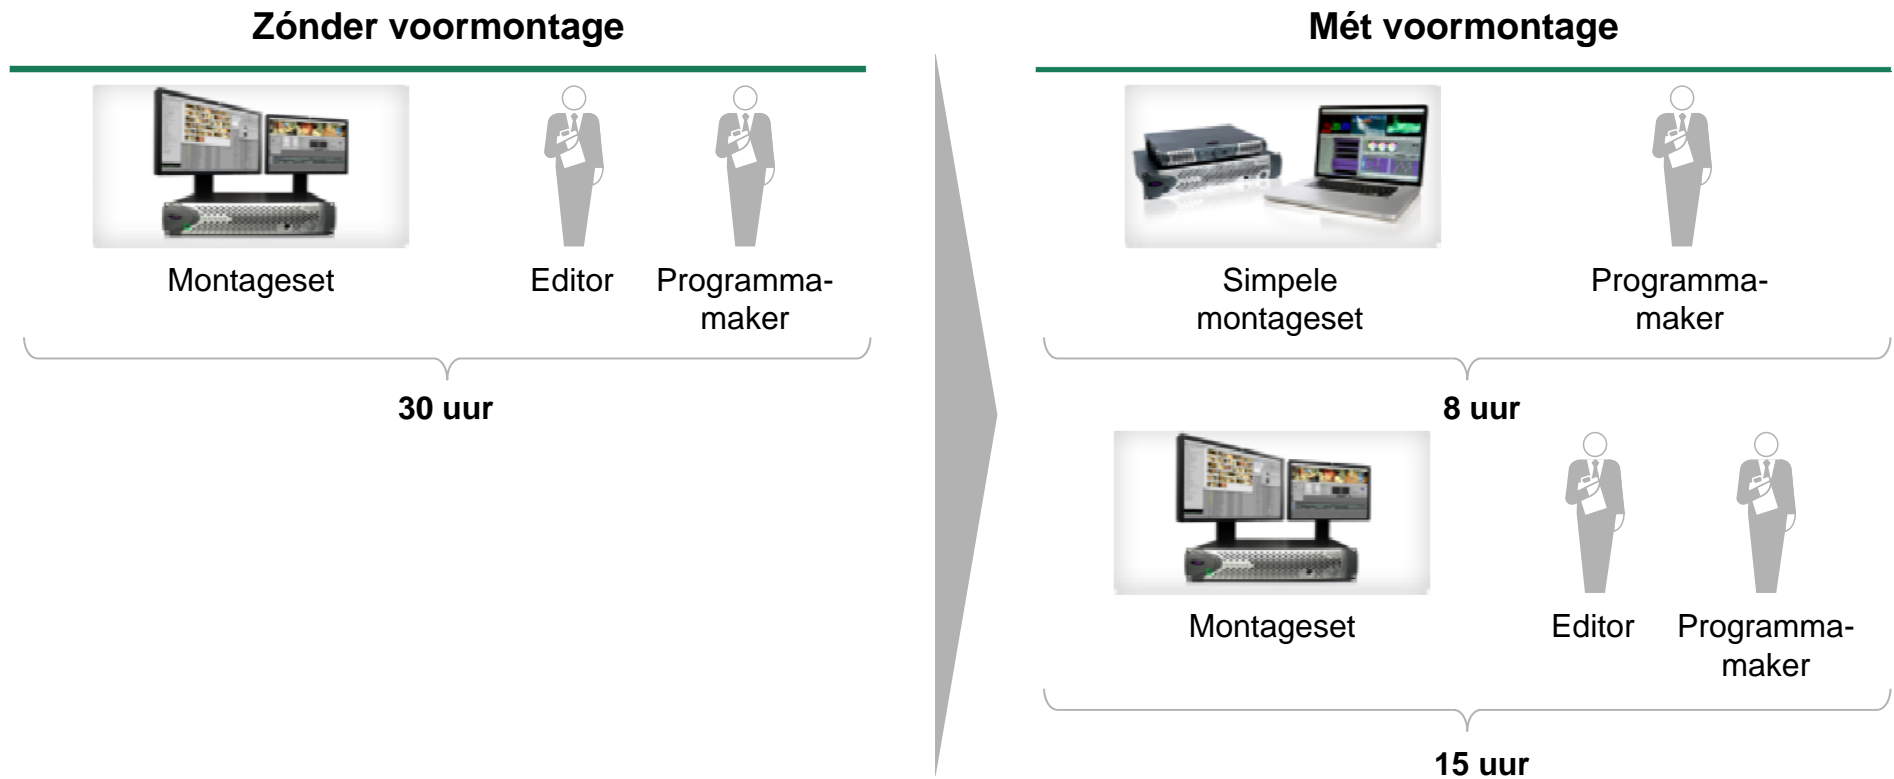 Zónder voormontage
Montageset
Editor
Programma-
maker
30 uur
Mét voormontage
Simpele
montageset
Programma-
maker
8 uur
Montageset
Editor
Programma-
maker
15 uur